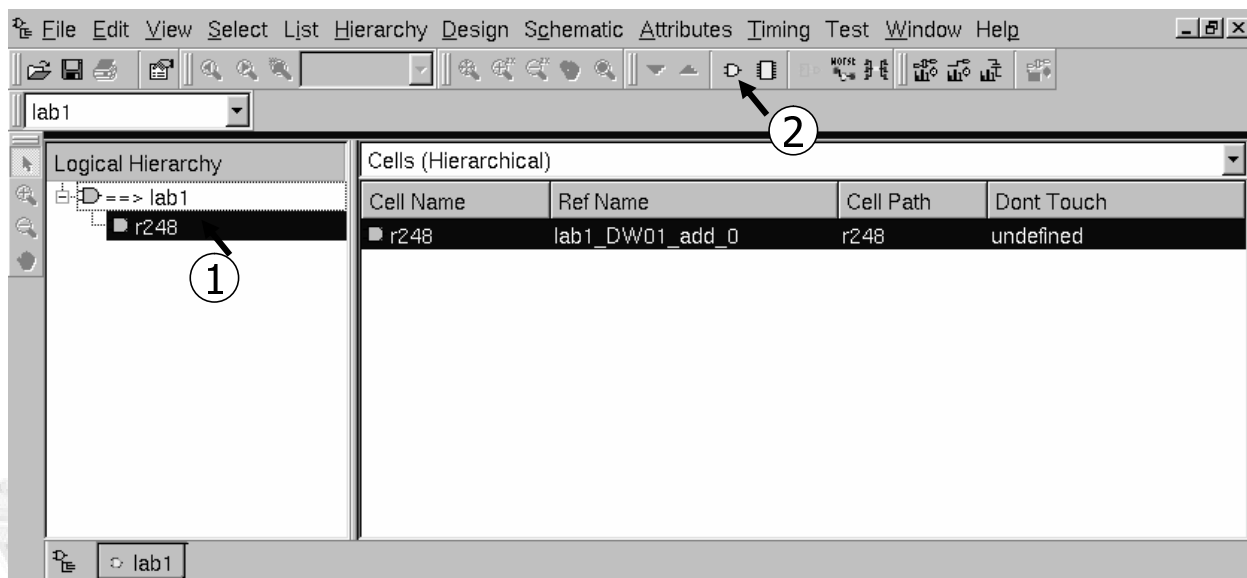 File Edit View Select List Hierarchy Design Schematic Attributes Timing Test Window Help
Worst
lab1
2
Logical Hierarchy
Cells (Hierarchical)
==> lab1
r248
1
Cell Name Ref Name Cell Path Dont Touch
r248 lab1_DW01_add_0 r248 undefined
lab1